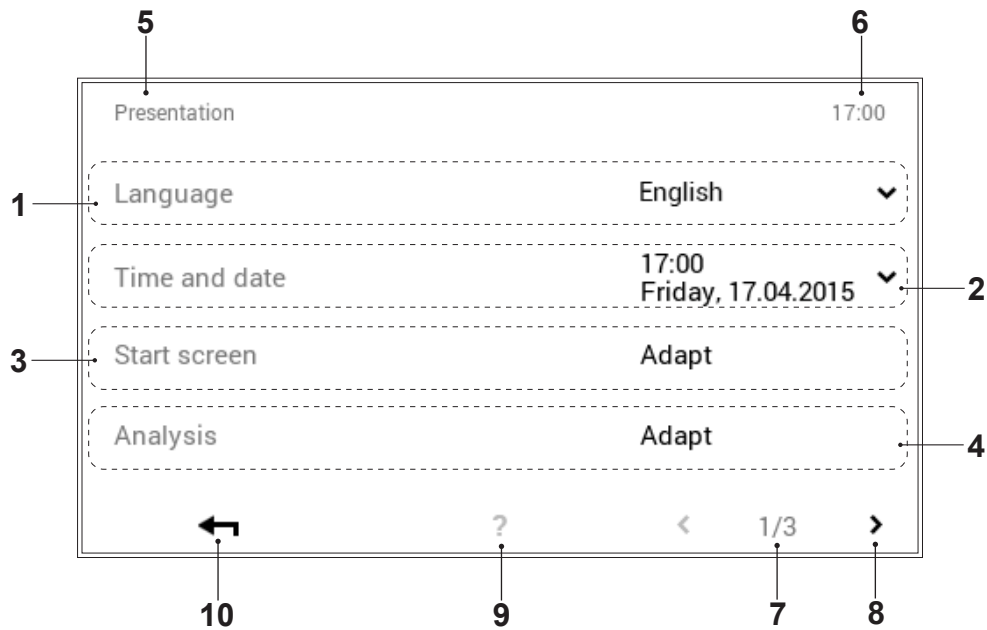 5 6
Presentation 17:00
1 Language English
Time and date 17:00
Friday, 17.04.2015 2
3 Start screen Adapt
Analysis Adapt 4
? 1/3
10 9 7 8